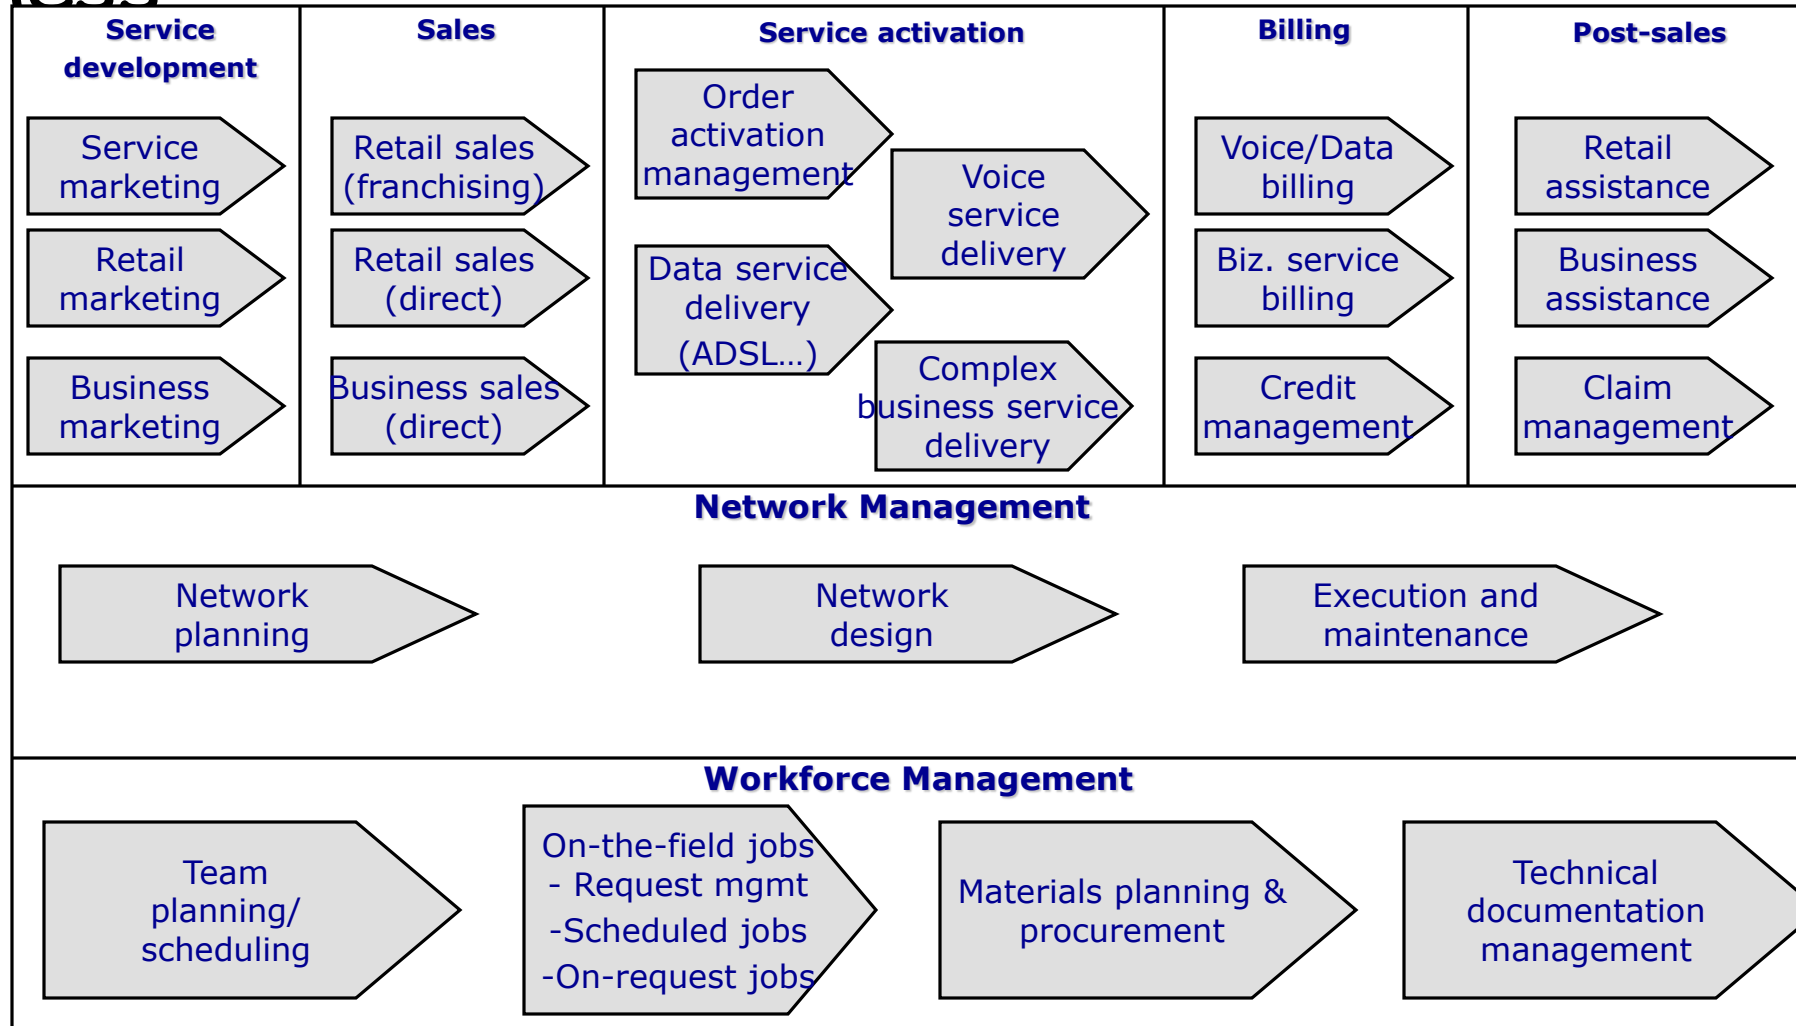 Service
development
Service
marketing
Retail
marketing
Business
marketing
Sales
Retail sales
(franchising)
Retail sales
(direct)
Business sales
(direct)
Service activation
Order
activation
management
Voice
service
delivery
Data service
delivery
(ADSL...)
Complex
business service
delivery
Billing
Voice/Data
billing
Biz. service
billing
Credit
management
Post-sales
Retail
assistance
Business
assistance
Claim
management
Network Management
Network
planning
Network
design
Execution and
maintenance
Workforce Management
Team
planning/
scheduling
On-the-field jobs
- Request mgmt
-Scheduled jobs
-On-request jobs
Materials planning &
procurement
Technical
documentation
management